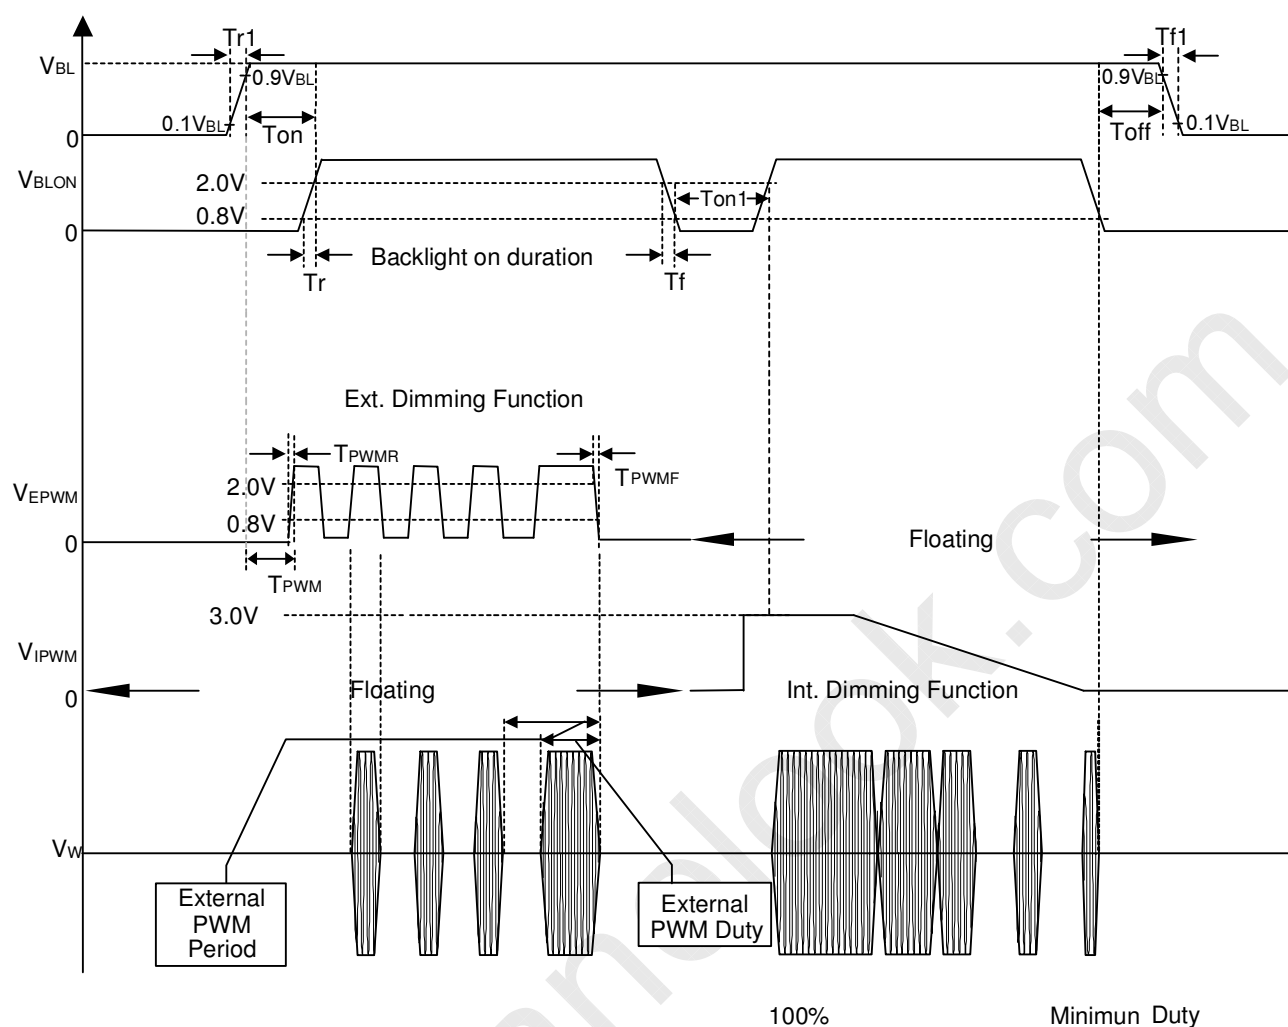 Tr1
Tf1
VBL
0.9VBL
0.9VBL
0.1VBL
Ton
Toff
0.1VBL
0
VBLON
2.0V
Ton1
0.8V
0
Backlight on duration
Tr
Tf
Ext. Dimming Function
TPWMR
TPWMF
VEPWM
2.0V
0.8V
0
Floating
TPWM
3.0V
VIPWM
0
Floating
Int. Dimming Function
VW
External
PWM
Period
External
PWM Duty
100%
Minimun Duty